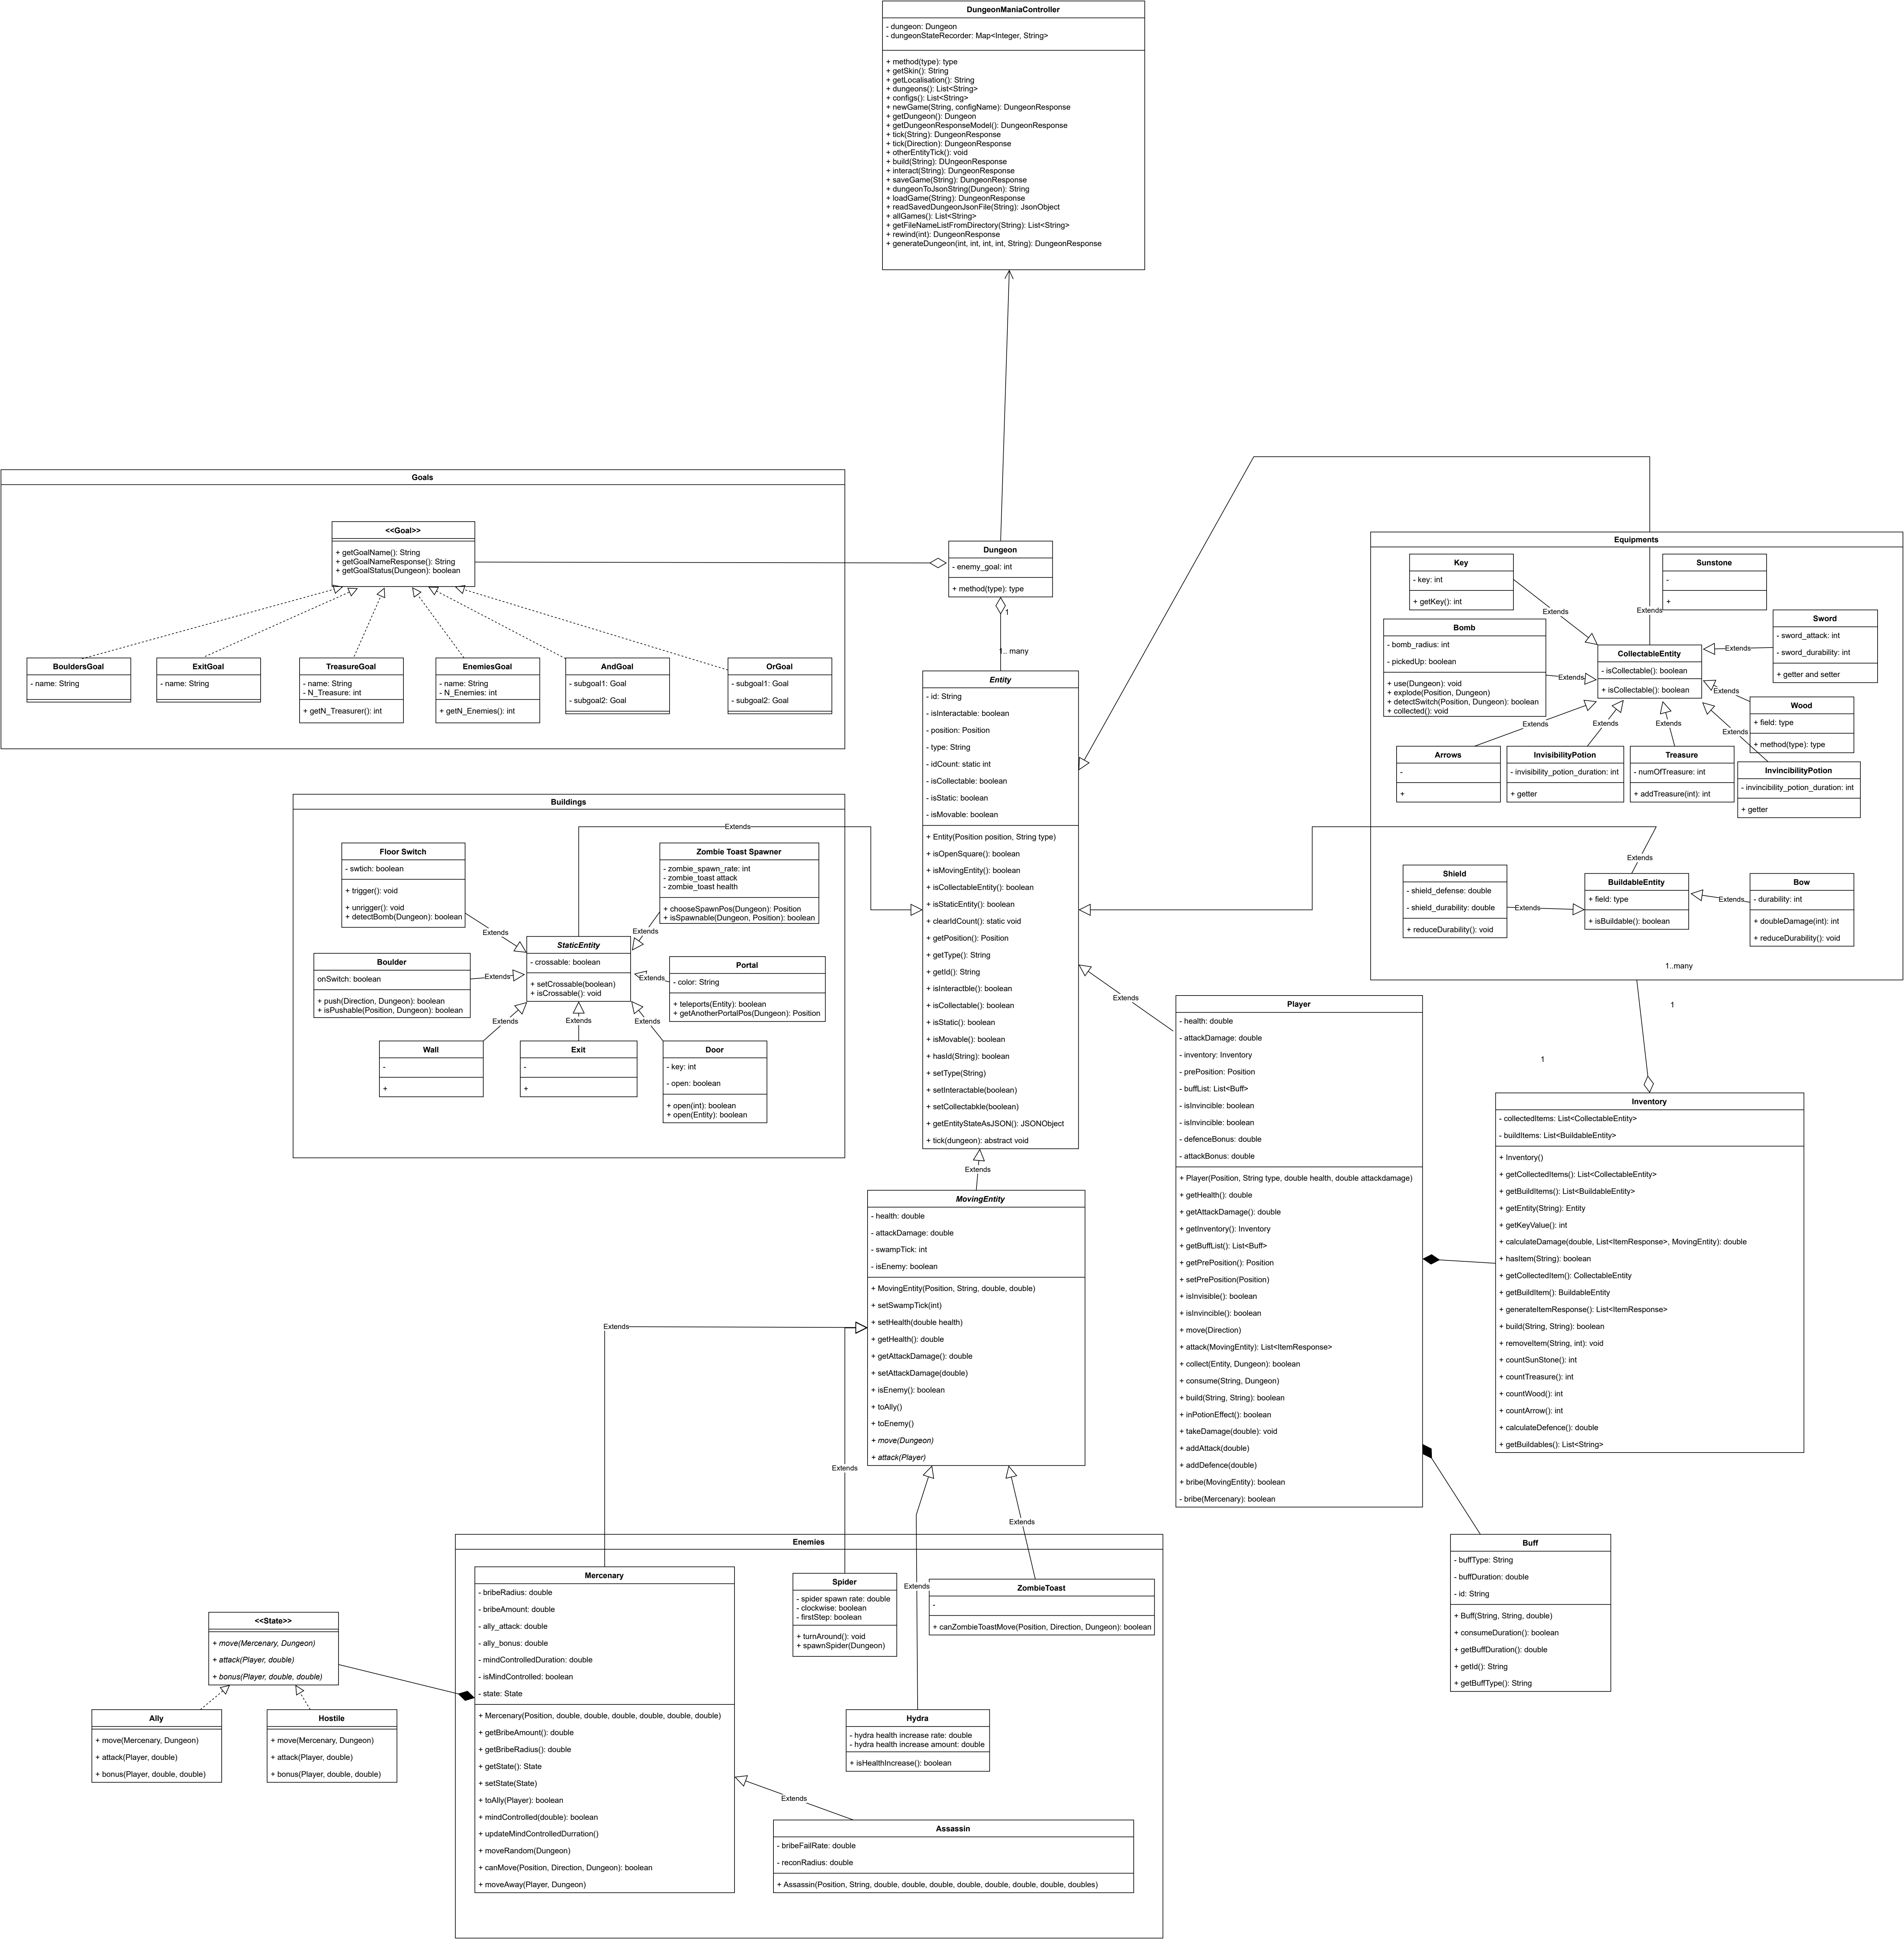 DungeonManiaController
- dungeon: Dungeon
- dungeonStateRecorder: Map<Integer, String>
+ method(type): type
+ getSkin(): String
+ getLocalisation(): String
+ dungeons(): List<String>
+ configs(): List<String>
+ newGame(String, configName): DungeonResponse
+ getDungeon(): Dungeon
+ getDungeonResponseModel(): DungeonResponse
+ tick(String): DungeonResponse
+ tick(Direction): DungeonResponse
+ otherEntityTick(): void
+ build(String): DUngeonResponse
+ interact(String): DungeonResponse
+ saveGame(String): DungeonResponse
+ dungeonToJsonString(Dungeon): String
+ loadGame(String): DungeonResponse
+ readSavedDungeonJsonFile(String): JsonObject
+ allGames(): List<String>
+ getFileNameListFromDirectory(String): List<String>
+ rewind(int): DungeonResponse
+ generateDungeon(int, int, int, int, String): DungeonResponse
Goals
<<Goal>>
+ getGoalName(): String
+ getGoalNameResponse(): String
+ getGoalStatus(Dungeon): boolean
BouldersGoal
- name: String
ExitGoal
- name: String
TreasureGoal
- name: String
- N_Treasure: int
+ getN_Treasurer(): int
EnemiesGoal
- name: String
- N_Enemies: int
+ getN_Enemies(): int
AndGoal
- subgoal1: Goal
- subgoal2: Goal
OrGoal
- subgoal1: Goal
- subgoal2: Goal
Dungeon
- enemy_goal: int
+ method(type): type
1
1.. many
Entity
- id: String
- isInteractable: boolean
- position: Position
- type: String
- idCount: static int
- isCollectable: boolean
- isStatic: boolean
- isMovable: boolean
+ Entity(Position position, String type)
+ isOpenSquare(): boolean
+ isMovingEntity(): boolean
+ isCollectableEntity(): boolean
+ isStaticEntity(): boolean
+ clearIdCount(): static void
+ getPosition(): Position
+ getType(): String
+ getId(): String
+ isInteractble(): boolean
+ isCollectable(): boolean
+ isStatic(): boolean
+ isMovable(): boolean
+ hasId(String): boolean
+ setType(String)
+ setInteractable(boolean)
+ setCollectabkle(boolean)
+ getEntityStateAsJSON(): JSONObject
+ tick(dungeon): abstract void
Equipments
Key
- key: int
+ getKey(): int
Sunstone
-
+
Extends
Extends
Bomb
- bomb_radius: int
- pickedUp: boolean
+ use(Dungeon): void
+ explode(Position, Dungeon)
+ detectSwitch(Position, Dungeon): boolean
+ collected(): void
Extends
CollectableEntity
- isCollectable(): boolean
+ isCollectable(): boolean
Extends
Sword
- sword_attack: int
- sword_durability: int
+ getter and setter
Extends
Wood
+ field: type
+ method(type): type
Extends
Extends
Extends
Extends
Arrows
-
+
InvisibilityPotion
- invisibility_potion_duration: int
+ getter
Treasure
- numOfTreasure: int
+ addTreasure(int): int
InvincibilityPotion
- invincibility_potion_duration: int
+ getter
Extends
Shield
- shield_defense: double
- shield_durability: double
+ reduceDurability(): void
Extends
BuildableEntity
+ field: type
+ isBuildable(): boolean
Extends
Bow
- durability: int
+ doubleDamage(int): int
+ reduceDurability(): void
1..many
Buildings
Extends
Floor Switch
- swtich: boolean
+ trigger(): void
+ unrigger(): void
+ detectBomb(Dungeon): boolean
Zombie Toast Spawner
- zombie_spawn_rate: int
- zombie_toast attack
- zombie_toast health
+ chooseSpawnPos(Dungeon): Position
+ isSpawnable(Dungeon, Position): boolean
Extends
Extends
StaticEntity
- crossable: boolean
+ setCrossable(boolean)
+ isCrossable(): void
Boulder
onSwitch: boolean
+ push(Direction, Dungeon): boolean
+ isPushable(Position, Dungeon): boolean
Extends
Extends
Portal
- color: String
+ teleports(Entity): boolean
+ getAnotherPortalPos(Dungeon): Position
Extends
Extends
Extends
Wall
-
+
Exit
-
+
Door
- key: int
- open: boolean
+ open(int): boolean
+ open(Entity): boolean
Extends
Player
- health: double
- attackDamage: double
- inventory: Inventory
- prePosition: Position
- buffList: List<Buff>
- isInvincible: boolean
- isInvincible: boolean
- defenceBonus: double
- attackBonus: double
+ Player(Position, String type, double health, double attackdamage)
+ getHealth(): double
+ getAttackDamage(): double
+ getInventory(): Inventory
+ getBuffList(): List<Buff>
+ getPrePosition(): Position
+ setPrePosition(Position)
+ isInvisible(): boolean
+ isInvincible(): boolean
+ move(Direction)
+ attack(MovingEntity): List<ItemResponse>
+ collect(Entity, Dungeon): boolean
+ consume(String, Dungeon)
+ build(String, String): boolean
+ inPotionEffect(): boolean
+ takeDamage(double): void
+ addAttack(double)
+ addDefence(double)
+ bribe(MovingEntity): boolean
- bribe(Mercenary): boolean
1
1
Inventory
- collectedItems: List<CollectableEntity>
- buildItems: List<BuildableEntity>
+ Inventory()
+ getCollectedItems(): List<CollectableEntity>
+ getBuildItems(): List<BuildableEntity>
+ getEntity(String): Entity
+ getKeyValue(): int
+ calculateDamage(double, List<ItemResponse>, MovingEntity): double
+ hasItem(String): boolean
+ getCollectedItem(): CollectableEntity
+ getBuildItem(): BuildableEntity
+ generateItemResponse(): List<ItemResponse>
+ build(String, String): boolean
+ removeItem(String, int): void
+ countSunStone(): int
+ countTreasure(): int
+ countWood(): int
+ countArrow(): int
+ calculateDefence(): double
+ getBuildables(): List<String>
Extends
MovingEntity
- health: double
- attackDamage: double
- swampTick: int
- isEnemy: boolean
+ MovingEntity(Position, String, double, double)
+ setSwampTick(int)
+ setHealth(double health)
+ getHealth(): double
+ getAttackDamage(): double
+ setAttackDamage(double)
+ isEnemy(): boolean
+ toAlly()
+ toEnemy()
+ move(Dungeon)
+ attack(Player)
Extends
Extends
Extends
Extends
Buff
- buffType: String
- buffDuration: double
- id: String
+ Buff(String, String, double)
+ consumeDuration(): boolean
+ getBuffDuration(): double
+ getId(): String
+ getBuffType(): String
Enemies
Mercenary
- bribeRadius: double
- bribeAmount: double
- ally_attack: double
- ally_bonus: double
- mindControlledDuration: double
- isMindControlled: boolean
- state: State
+ Mercenary(Position, double, double, double, double, double, double)
+ getBribeAmount(): double
+ getBribeRadius(): double
+ getState(): State
+ setState(State)
+ toAlly(Player): boolean
+ mindControlled(double): boolean
+ updateMindControlledDurration()
+ moveRandom(Dungeon)
+ canMove(Position, Direction, Dungeon): boolean
+ moveAway(Player, Dungeon)
Spider
- spider spawn rate: double
- clockwise: boolean
- firstStep: boolean
+ turnAround(): void
+ spawnSpider(Dungeon)
ZombieToast
-
+ canZombieToastMove(Position, Direction, Dungeon): boolean
Hydra
- hydra health increase rate: double
- hydra health increase amount: double
+ isHealthIncrease(): boolean
Extends
Assassin
- bribeFailRate: double
- reconRadius: double
+ Assassin(Position, String, double, double, double, double, double, double, double, doubles)
<<State>>
+ move(Mercenary, Dungeon)
+ attack(Player, double)
+ bonus(Player, double, double)
Ally
+ move(Mercenary, Dungeon)
+ attack(Player, double)
+ bonus(Player, double, double)
Hostile
+ move(Mercenary, Dungeon)
+ attack(Player, double)
+ bonus(Player, double, double)